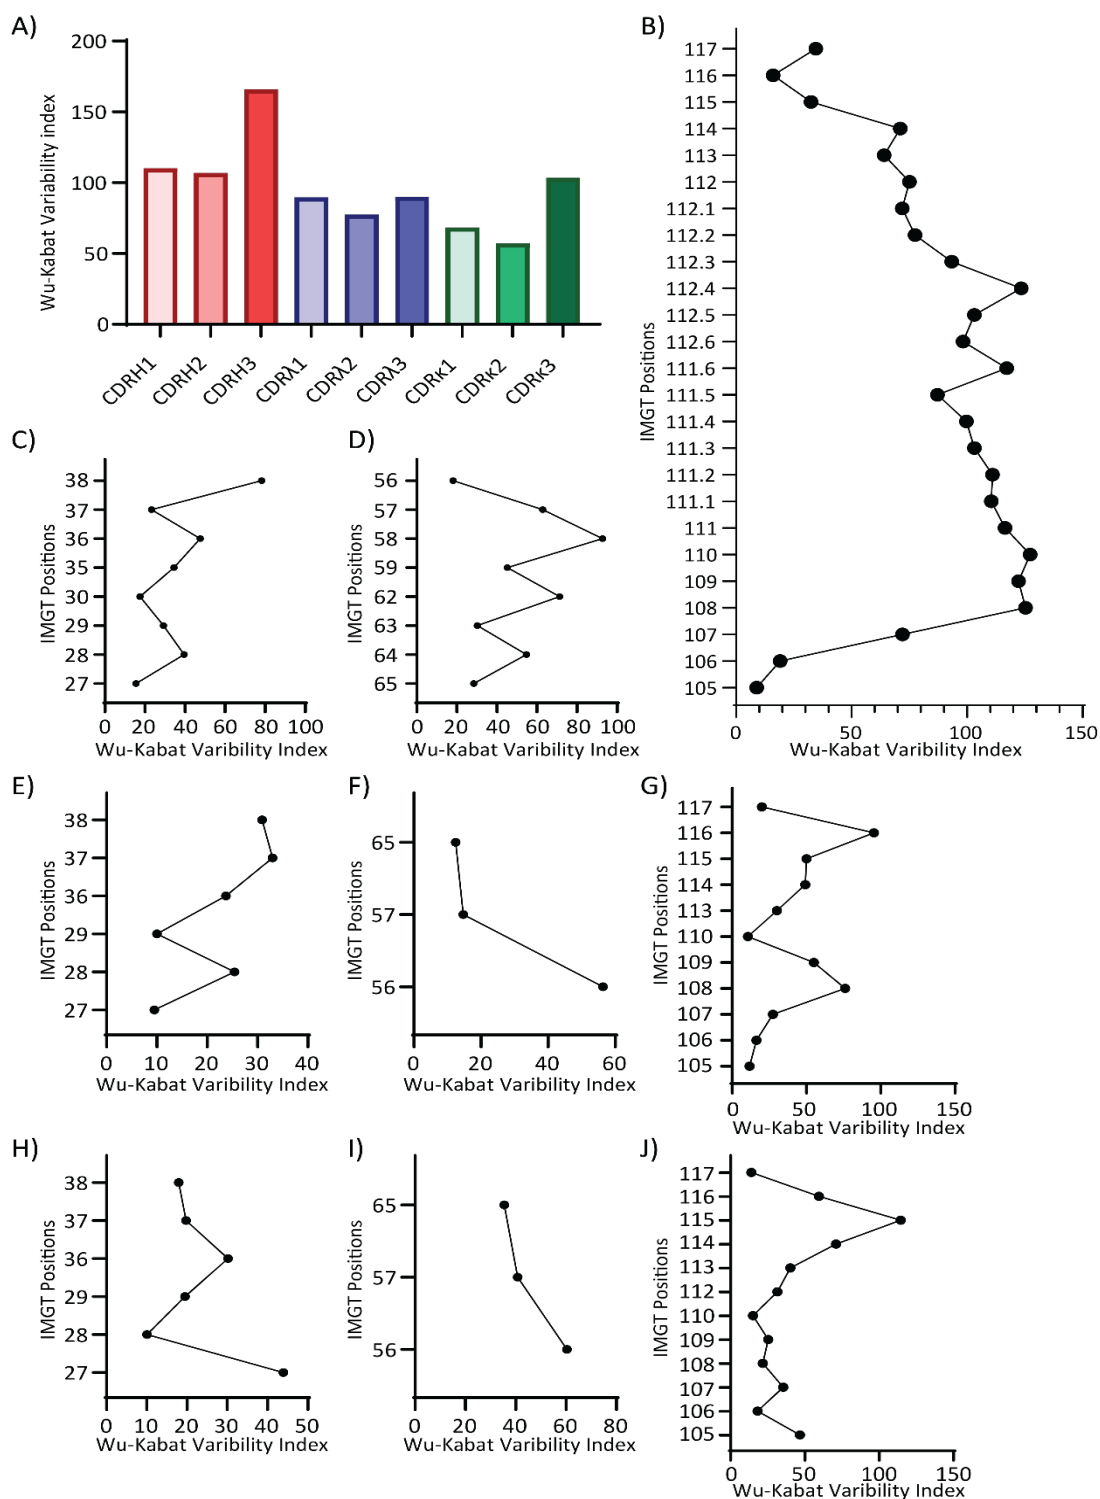 A)
Wu-Kabat Variability index
200
150
100
50
0
CDRH1
CDRH2
CDRH3
CDRλ1
CDRλ2
CDRλ3
CDRκ1
CDRκ2
CDRκ3
B)
IMGT Positions
117
116
115
114
113
112
112.1
112.2
112.3
112.4
112.5
112.6
111.6
111.5
111.4
111.3
111.2
111.1
111
110
109
108
107
106
105
0 50 100 150
Wu-Kabat Varibility Index
C)
IMGT Positions
38
37
36
35
30
29
28
27
0 20 40 60 80 100
Wu-Kabat Varibility Index
D)
IMGT Positions
56
57
58
59
62
63
64
65
0 20 40 60 80 100
Wu-Kabat Varibility Index
E)
IMGT Positions
38
37
36
29
28
27
0 10 20 30 40
Wu-Kabat Varibility Index
F)
IMGT Positions
65
57
56
0 20 40 60
Wu-Kabat Varibility Index
G)
IMGT Positions
117
116
115
114
113
110
109
108
107
106
105
0 50 100 150
Wu-Kabat Varibility Index
H)
IMGT Positions
38
37
36
29
28
27
0 10 20 30 40 50
Wu-Kabat Varibility Index
I)
IMGT Positions
65
57
56
0 20 40 60 80
Wu-Kabat Varibility Index
J)
IMGT Positions
117
116
115
114
113
112
110
109
108
107
106
105
0 50 100 150
Wu-Kabat Varibility Index